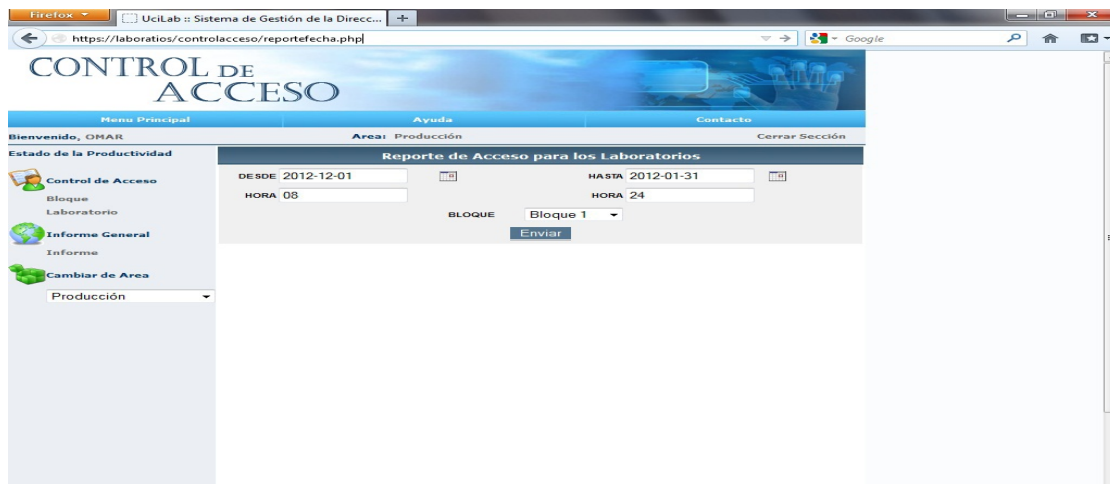 Firefox
UciLab :: Sistema de Gestión de la Direcc...
https://laboratios/controlacceso/reportefecha.php
Google
CONTROL DE
ACCESO
Menu Principal
Ayuda
Contacto
Bienvenido, OMAR
Area: Producción
Cerrar Sección
Estado de la Productividad
Control de Acceso
Bloque
Laboratorio
Informe General
Informe
Cambiar de Area
Producción
Reporte de Acceso para los Laboratorios
DESDE 2012-12-01
HASTA 2012-01-31
HORA 08
HORA 24
BLOQUE Bloque 1
Enviar